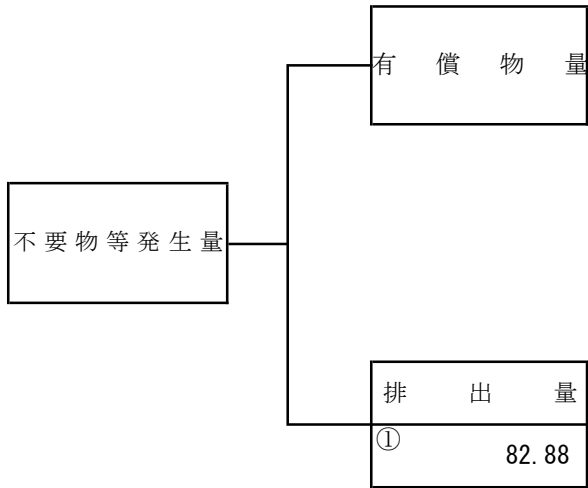 有償物量
不要物等発生量
排出量
①
82.88